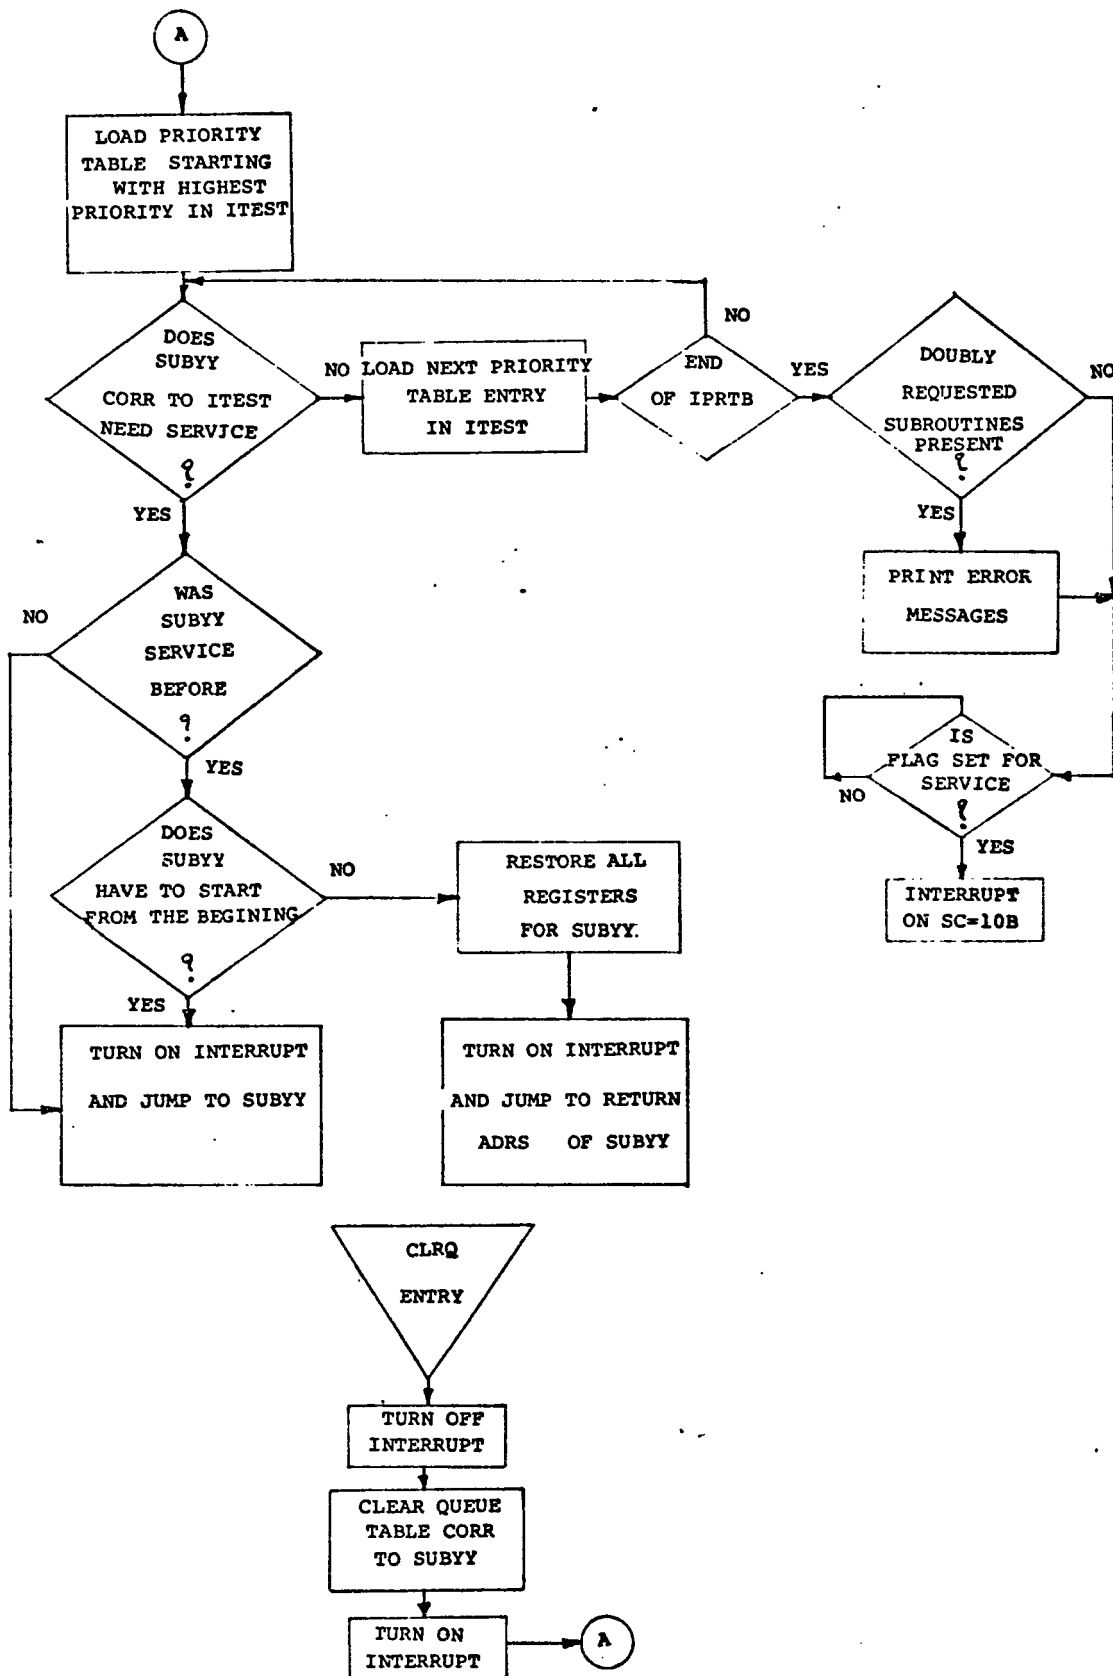 A
LOAD PRIORITY
TABLE STARTING
WITH HIGHEST
PRIORITY IN ITEST
DOES
SUBYY
CORR TO ITEST
NEED SERVICE
?
NO
LOAD NEXT PRIORITY
TABLE ENTRY
IN ITEST
NO
END
OF IPRTB
YES
DOUBLY
REQUESTED
SUBROUTINES
PRESENT
?
NO
YES
PRINT ERROR
MESSAGES
YES
WAS
SUBYY
SERVICE
BEFORE
?
NO
YES
IS
FLAG SET FOR
SERVICE
?
NO
YES
INTERRUPT
ON SC=10B
DOES
SUBYY
HAVE TO START
FROM THE BEGINING
?
NO
RESTORE ALL
REGISTERS
FOR SUBYY.
YES
TURN ON INTERRUPT
AND JUMP TO SUBYY
TURN ON INTERRUPT
AND JUMP TO RETURN
ADRS OF SUBYY
CLRQ
ENTRY
TURN OFF
INTERRUPT
CLEAR QUEUE
TABLE CORR
TO SUBYY
TURN ON
INTERRUPT
A